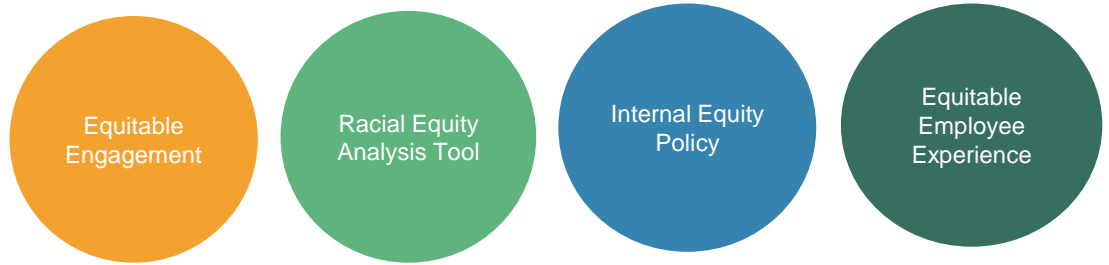 Equitable
Engagement
Racial Equity
Analysis Tool
Internal Equity
Policy
Equitable
Employee
Experience